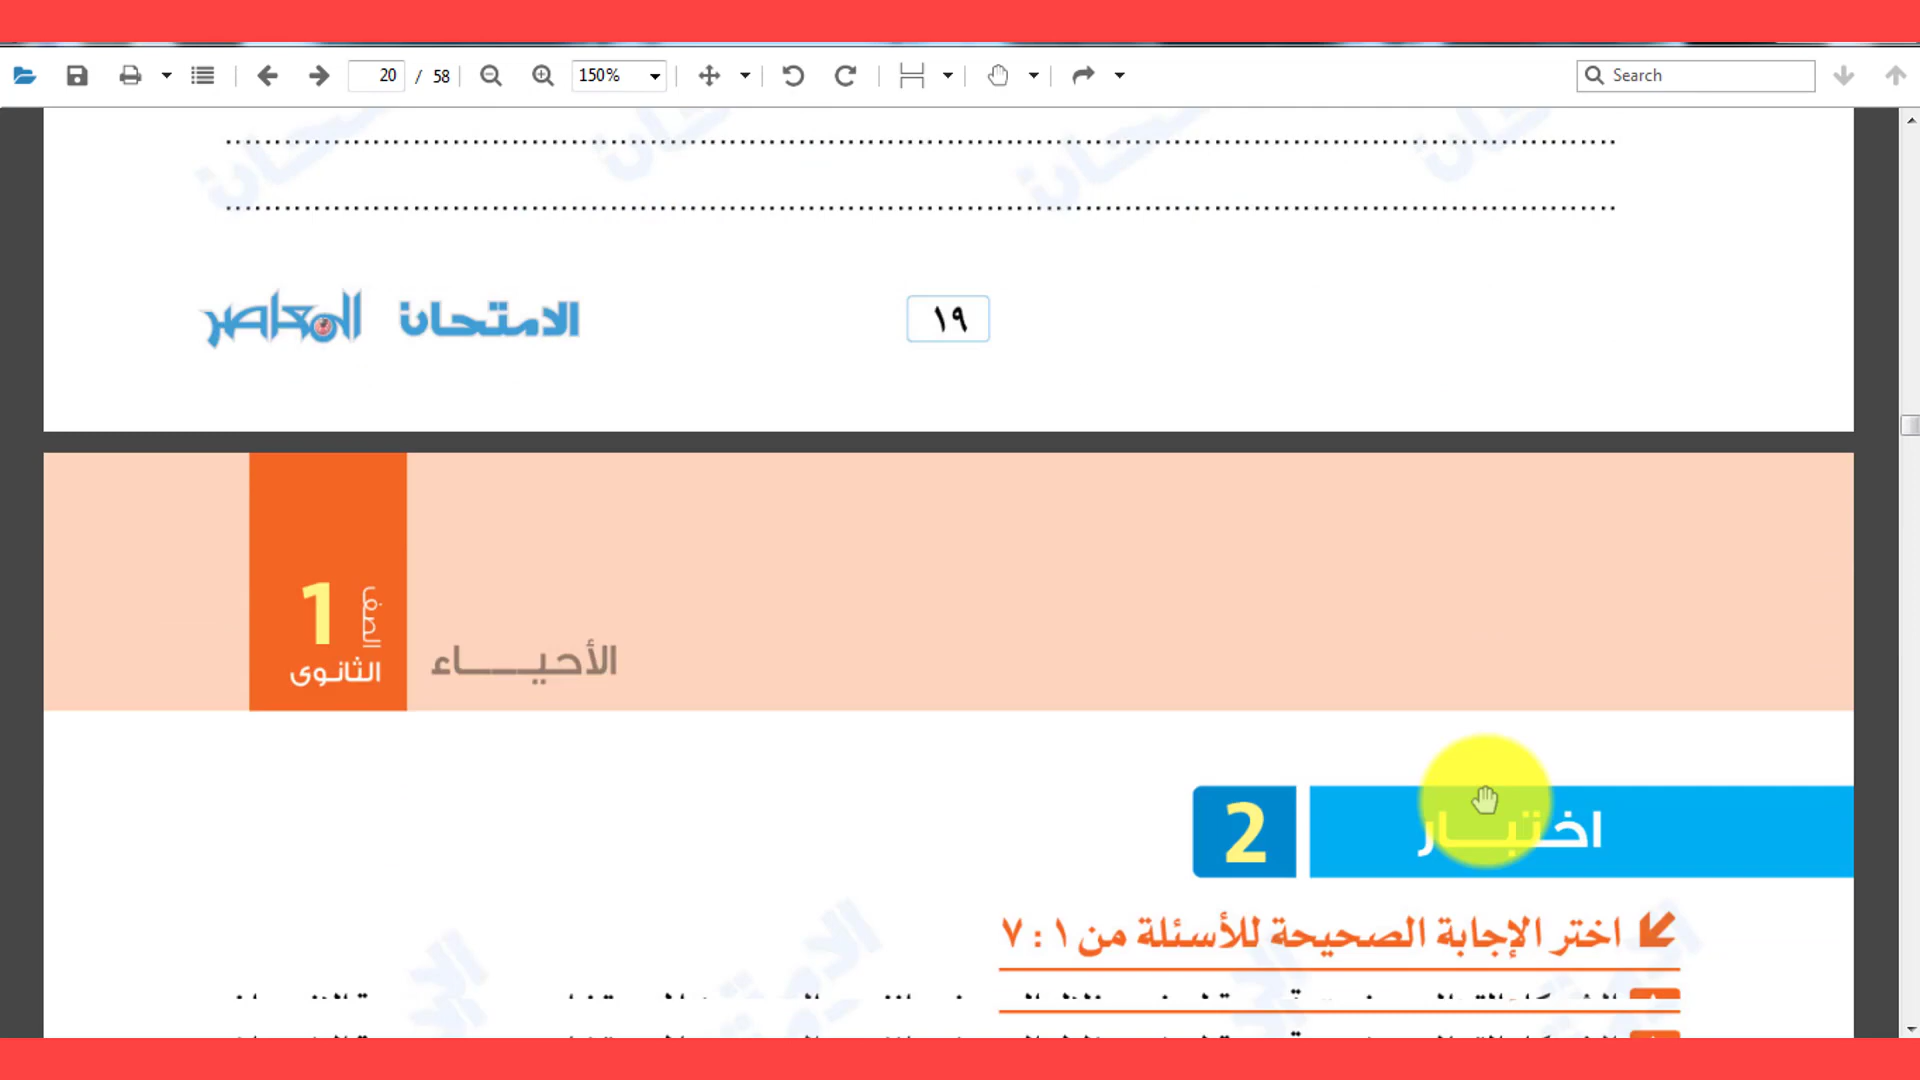 20 / 58 150% Search
الامتحان المعاصر
١٩
الصف 1 الثانوى
الأحيـــاء
اختبـــار 2
اختر الإجابة الصحيحة للأسئلة من ١ : ٧